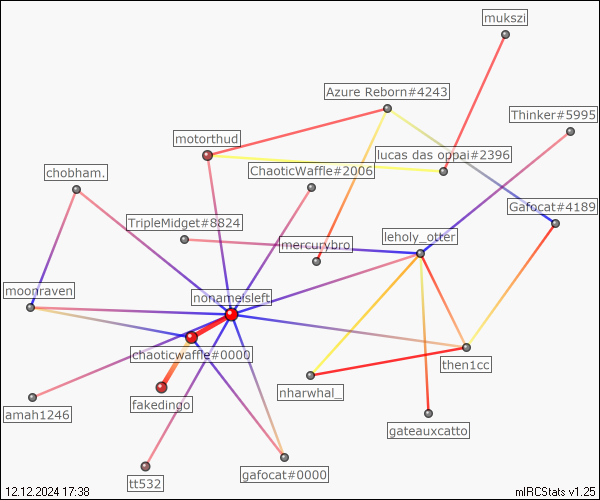 mukszi
Azure Reborn#4243
Thinker#5995
motorthud
lucas das oppai#2396
chobham.
ChaoticWaffle#2006
Gafocat#4189
TripleMidget#8824
leholy_otter
mercurybro
moonraven
nonameisleft
chaoticwaffle#0000
then1cc
nharwhal_
fakedingo
amah1246
gateauxcatto
gafocat#0000
tt532
12.12.2024 17:38
mIRCStats v1.25